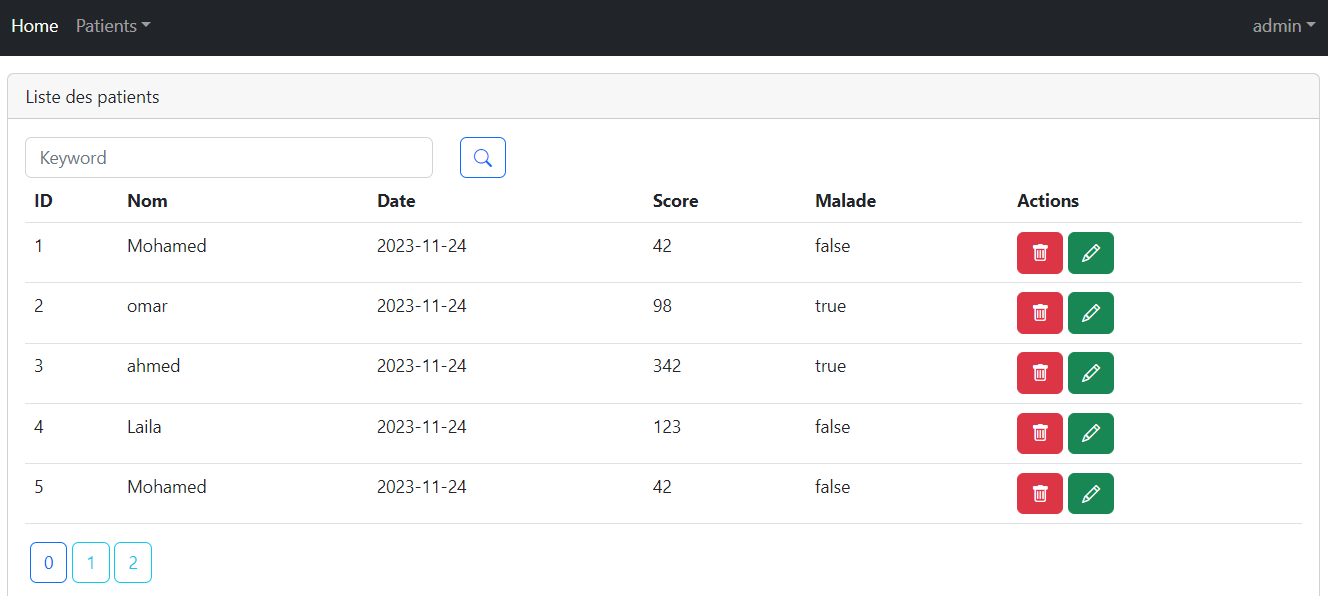 Home Patients admin
Liste des patients
Keyword
ID Nom Date Score Malade Actions
1 Mohamed 2023-11-24 42 false
2 omar 2023-11-24 98 true
3 ahmed 2023-11-24 342 true
4 Laila 2023-11-24 123 false
5 Mohamed 2023-11-24 42 false
0 1 2